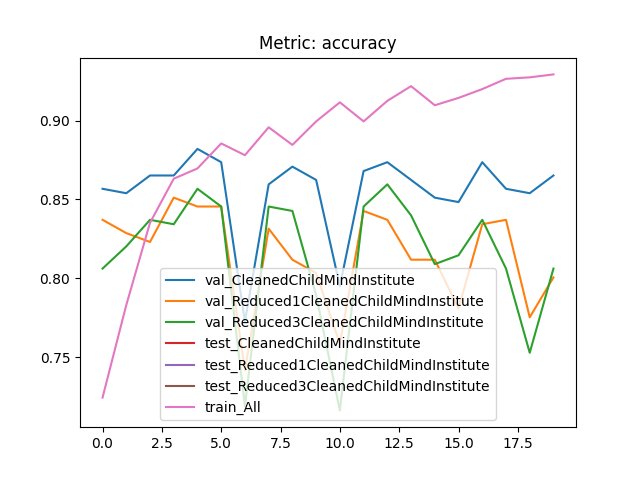 Metric: accuracy
0.90
0.85
0.80
0.75
val_CleanedChildMindInstitute
val_Reduced1CleanedChildMindInstitute
val_Reduced3CleanedChildMindInstitute
test_CleanedChildMindInstitute
test_Reduced1CleanedChildMindInstitute
test_Reduced3CleanedChildMindInstitute
train_All
0.0 2.5 5.0 7.5 10.0 12.5 15.0 17.5